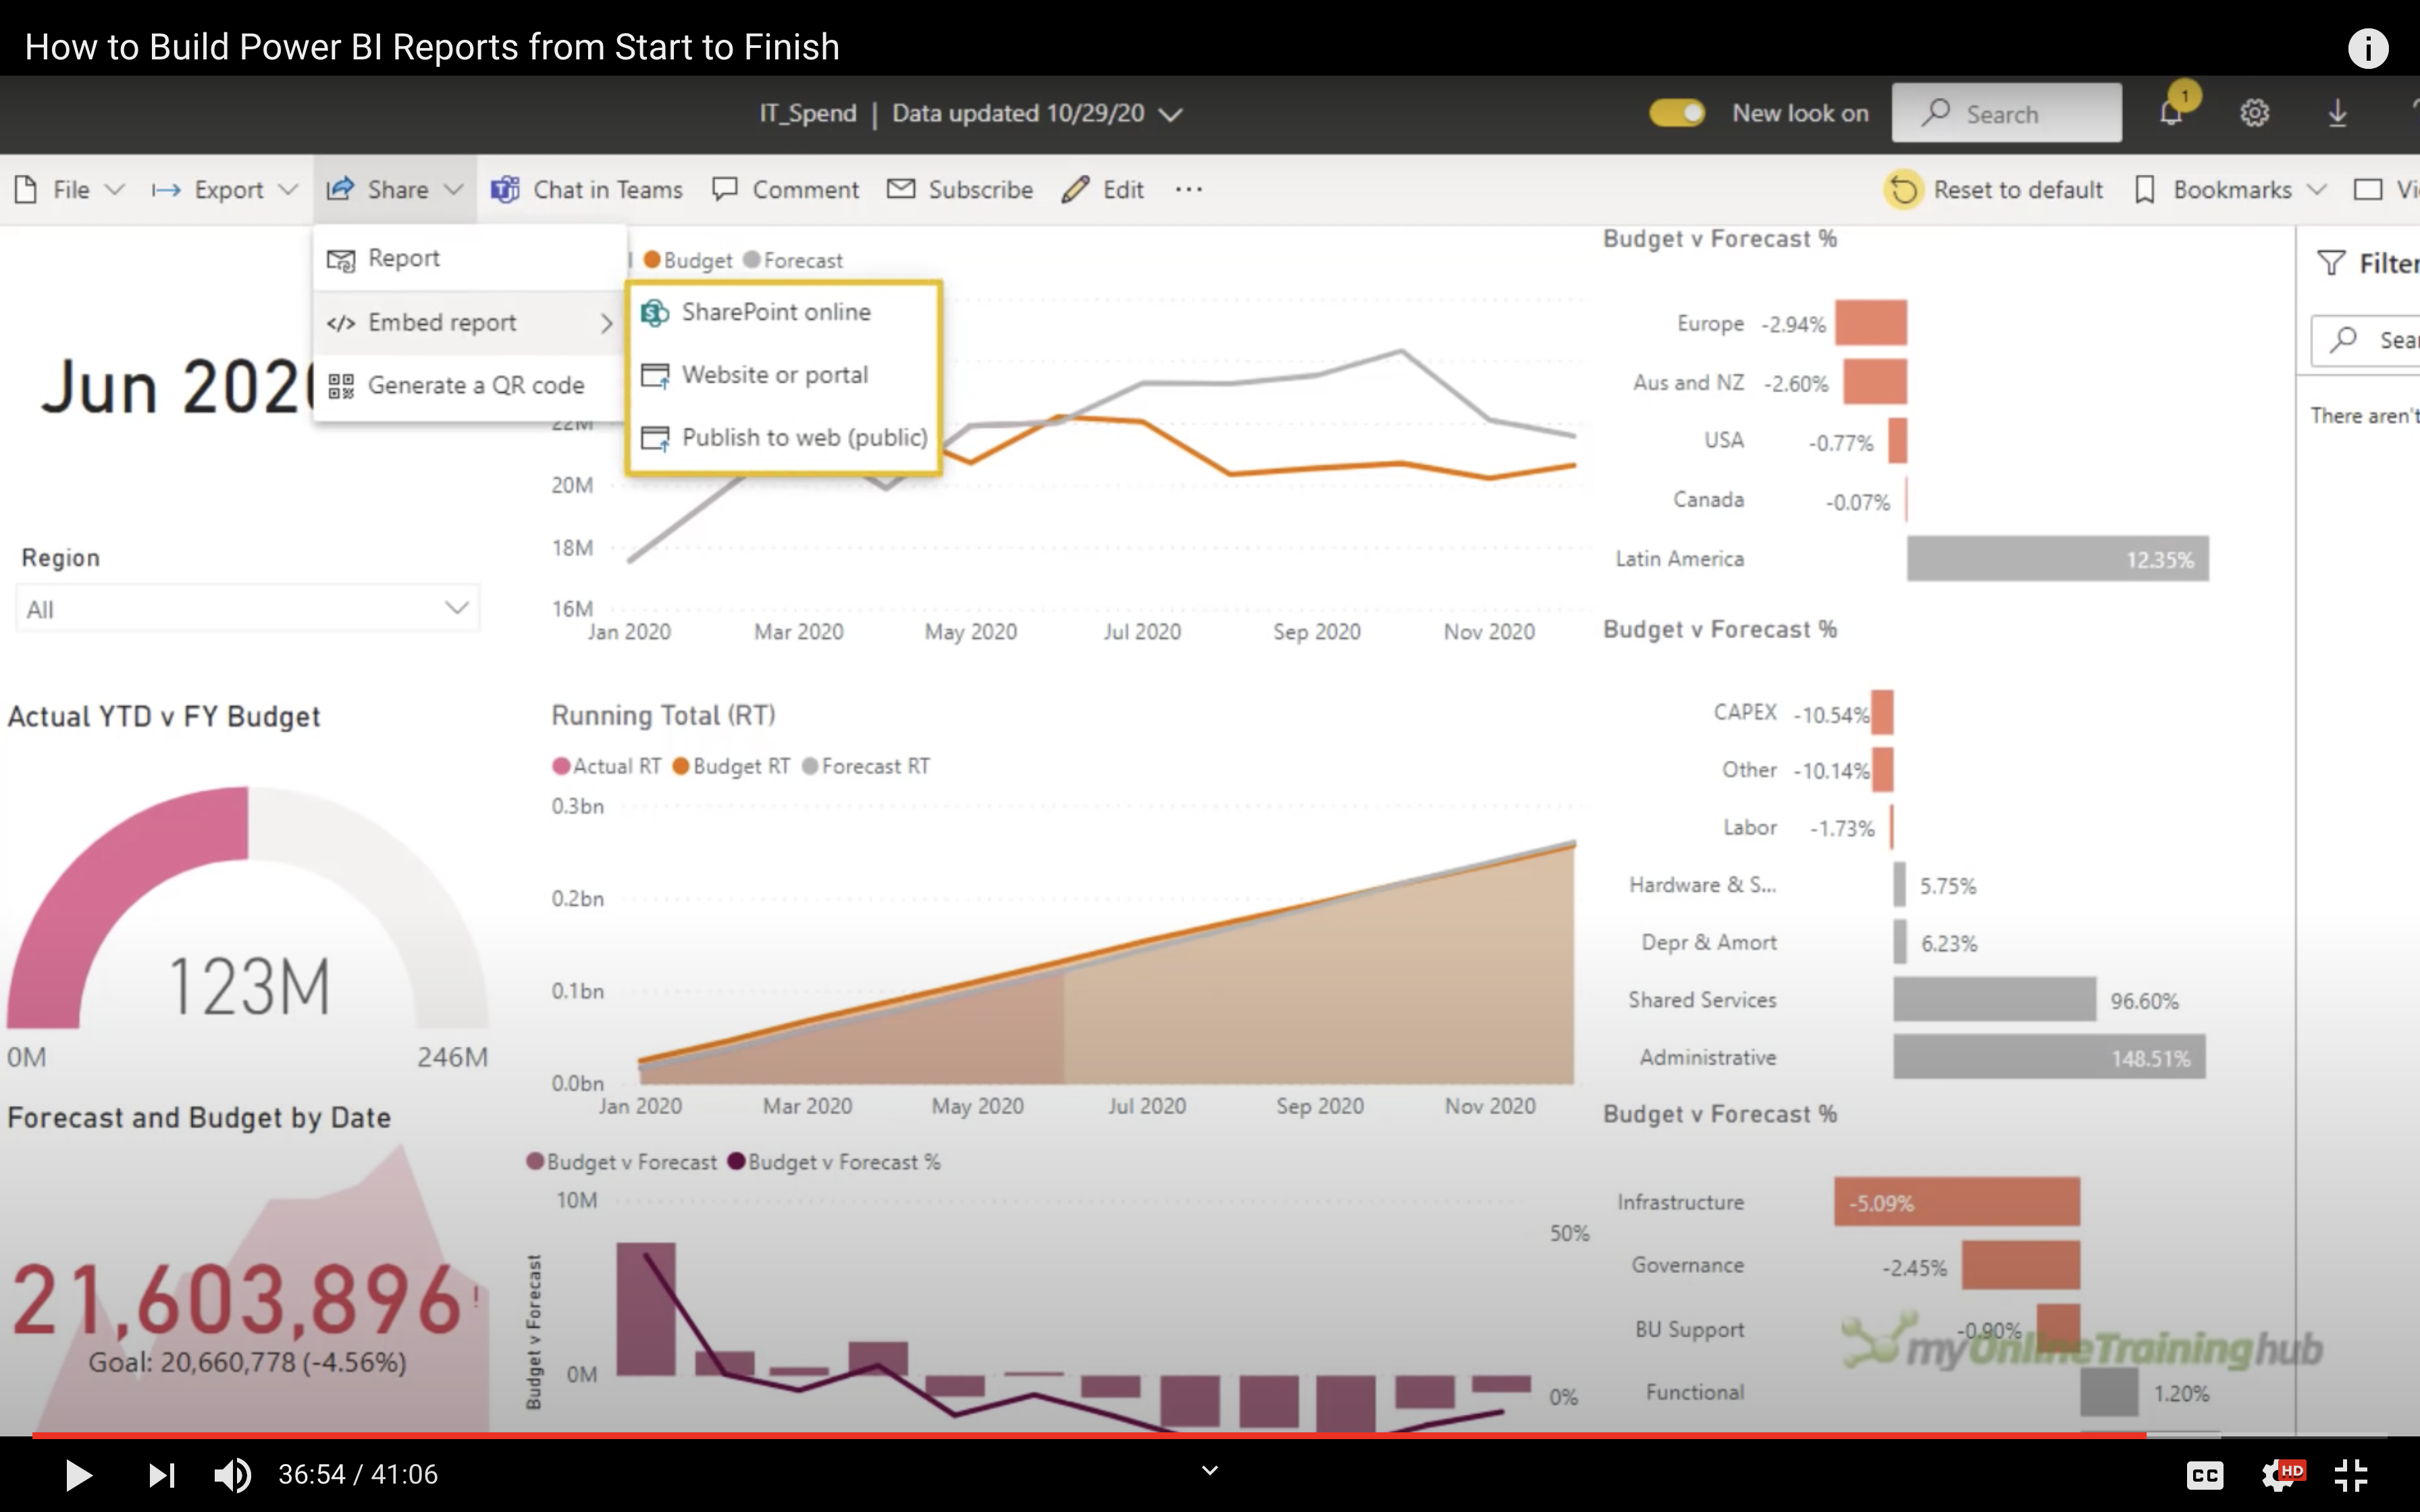 How to Build Power BI Reports from Start to Finish
IT_Spend | Data updated 10/29/20
New look on
Search
1
File
Export
Share
Chat in Teams
Comment
Subscribe
Edit
...
Reset to default
Bookmarks
Report
Embed report
Generate a QR code
SharePoint online
Website or portal
Publish to web (public)
Jun 202
Region
All
Actual YTD v FY Budget
123M
0M
246M
Forecast and Budget by Date
21,603,896!
Goal: 20,660,778 (-4.56%)
Budget Forecast
22M
20M
18M
16M
Jan 2020 Mar 2020 May 2020 Jul 2020 Sep 2020 Nov 2020
Running Total (RT)
Actual RT Budget RT Forecast RT
0.3bn
0.2bn
0.1bn
0.0bn
Jan 2020 Mar 2020 May 2020 Jul 2020 Sep 2020 Nov 2020
Budget v Forecast Budget v Forecast %
Budget v Forecast
10M
0M
50%
0%
Budget v Forecast %
Europe -2.94%
Aus and NZ -2.60%
USA -0.77%
Canada -0.07%
Latin America 12.35%
Budget v Forecast %
CAPEX -10.54%
Other -10.14%
Labor -1.73%
Hardware & S... 5.75%
Depr & Amort 6.23%
Shared Services 96.60%
Administrative 148.51%
Budget v Forecast %
Infrastructure -5.09%
Governance -2.45%
BU Support -0.90%
Functional 1.20%
myOnlineTraininghub
Filter
Sear
There aren't
36:54 / 41:06
CC
HD